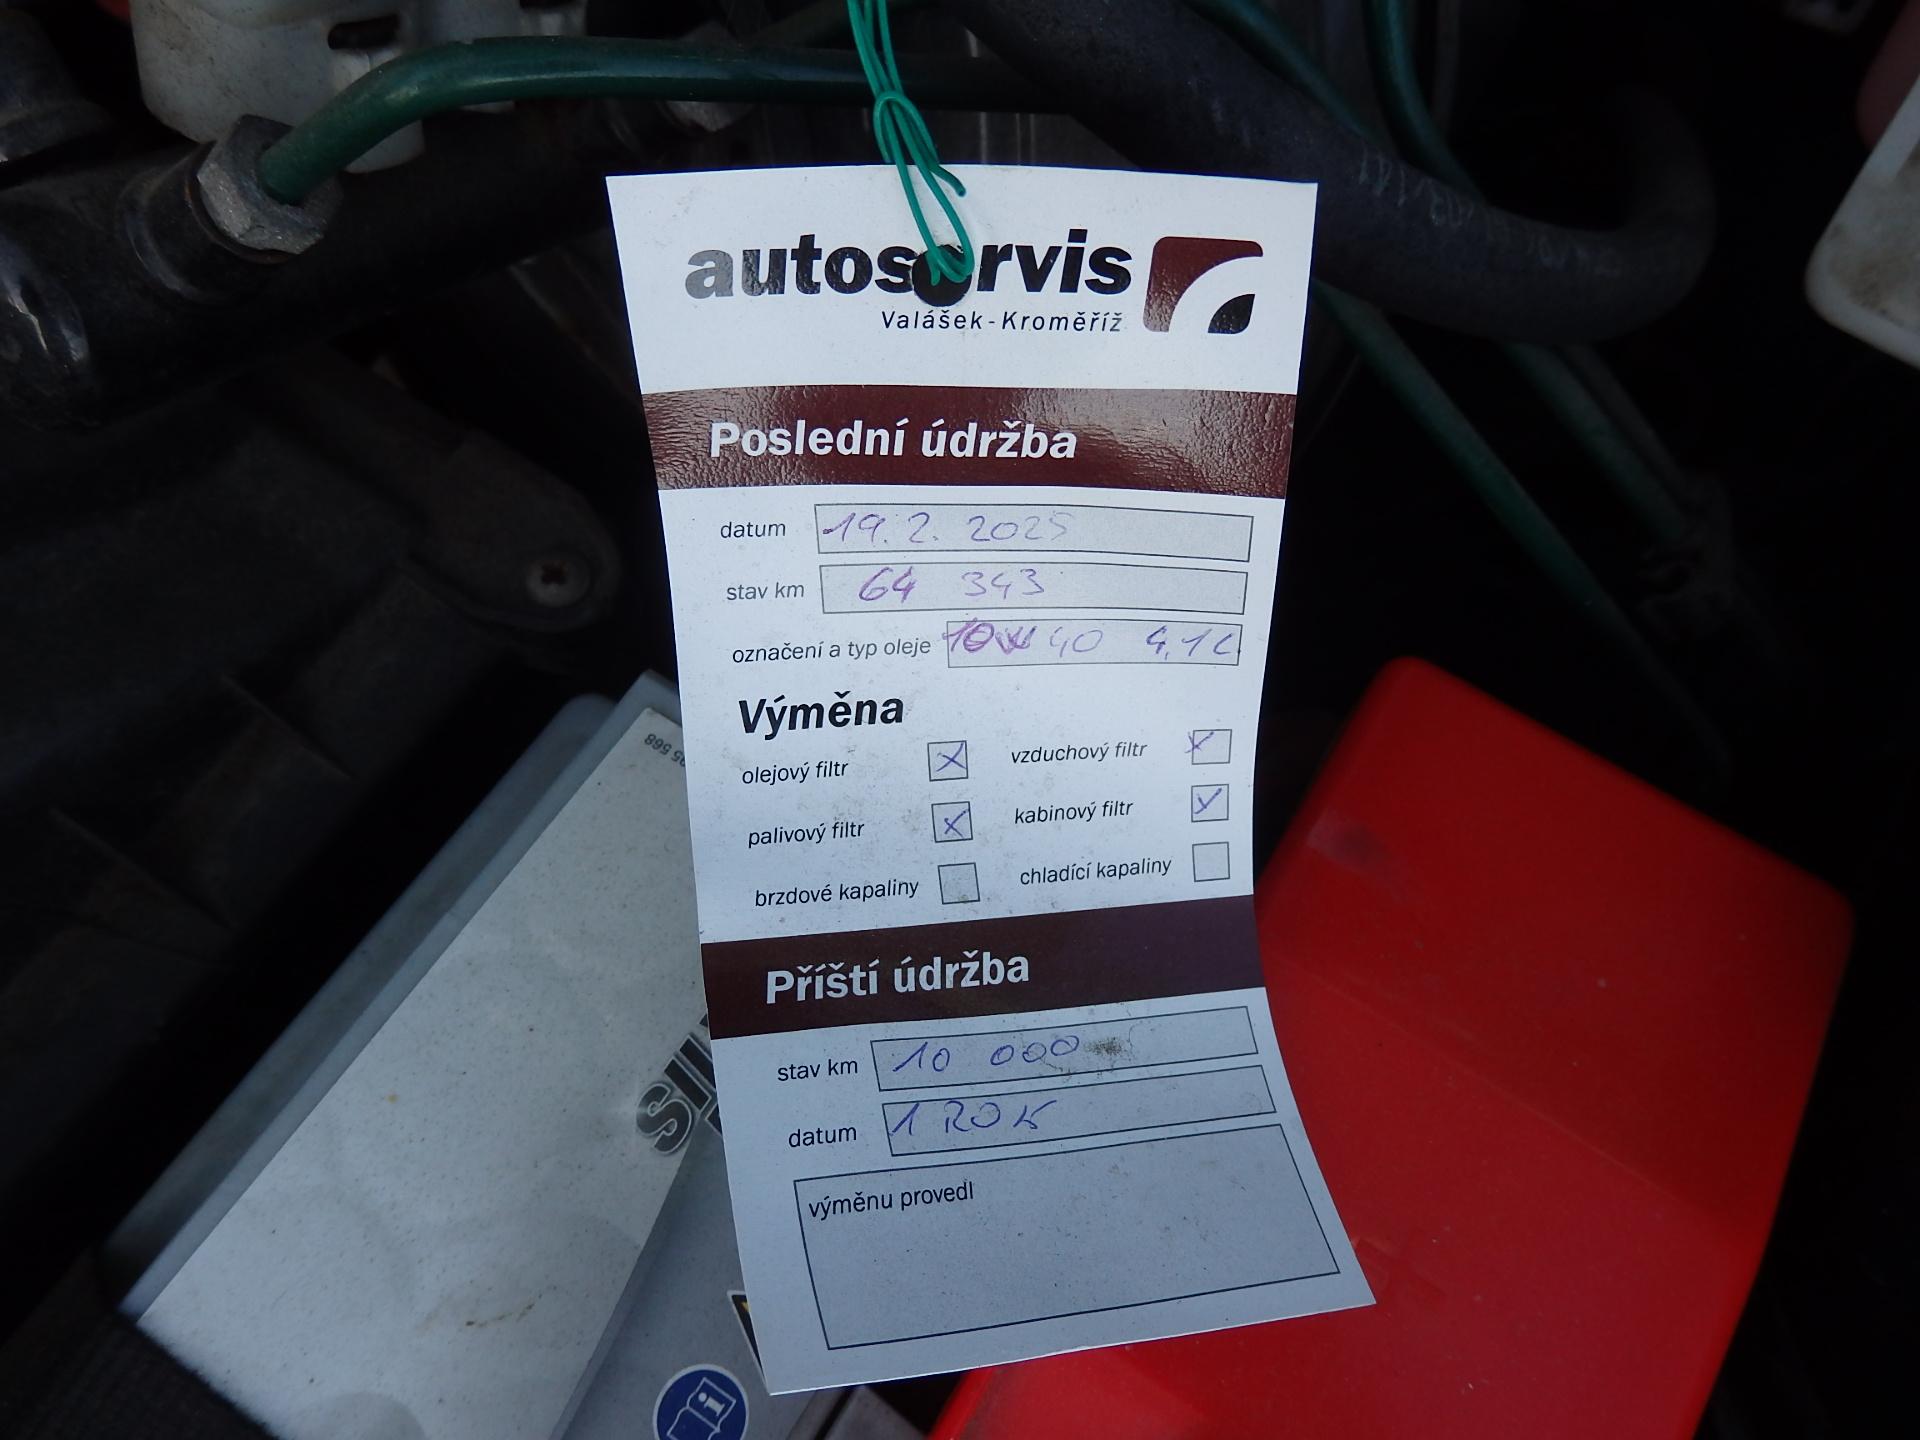 autoservis
Valášek-Kroměříž
Poslední údržba
datum 19. 2. 2025
stav km 64 343
označení a typ oleje 10W 40 4,1L
Výměna
olejový filtr x vzduchový filtr x
palivový filtr x kabinový filtr x
brzdové kapaliny chladící kapaliny
Příští údržba
stav km 10 000
datum 1 ROK
výměnu provedl